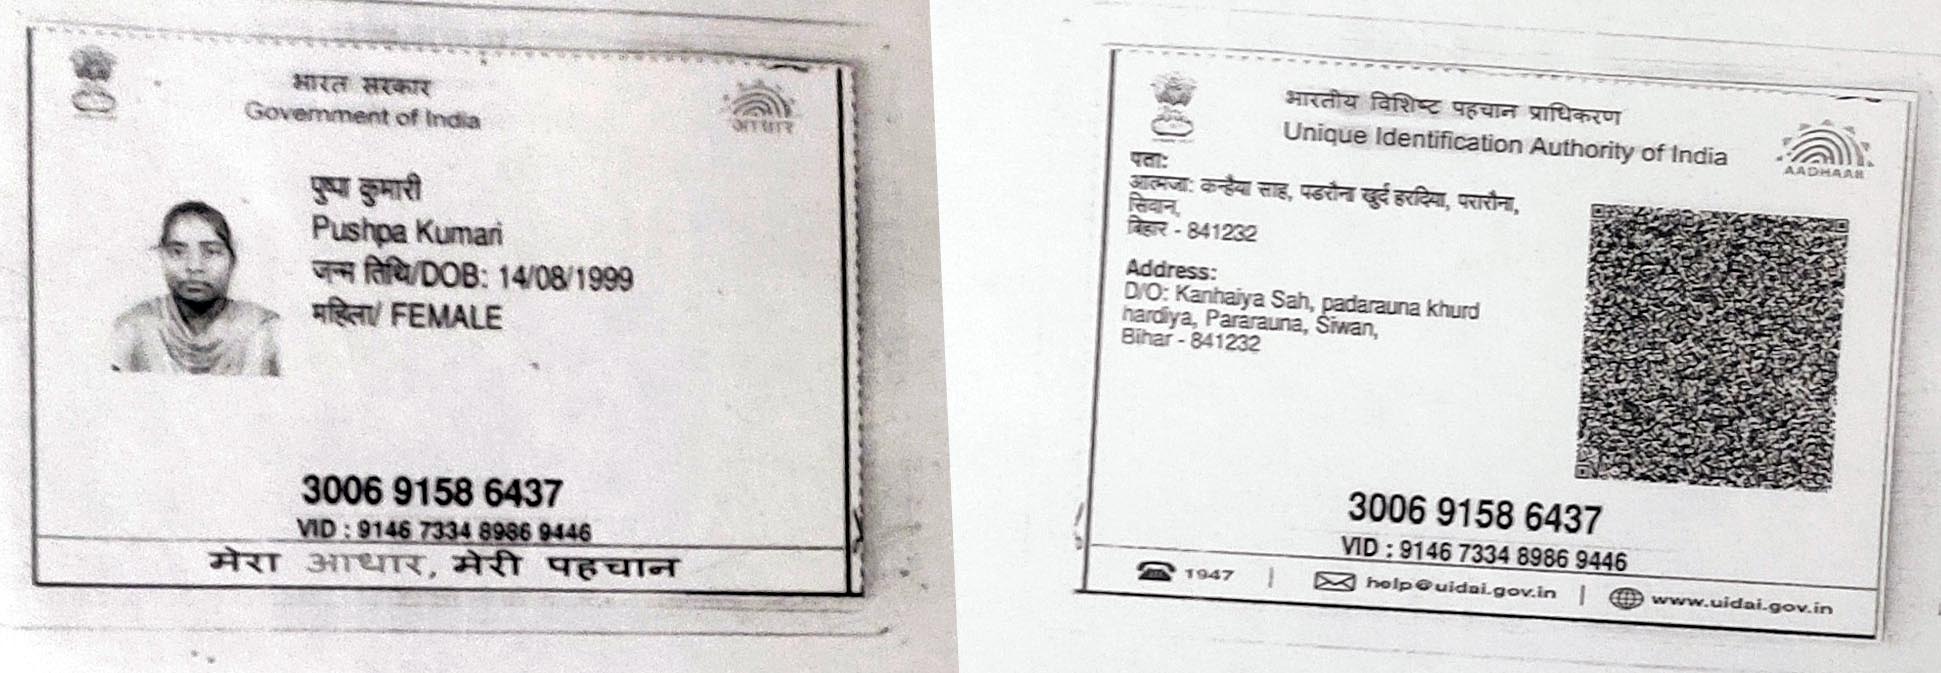 भारत सरकार
Government of India
आधार
पुष्पा कुमारी
Pushpa Kumari
जन्म तिथि/DOB: 14/08/1999
महिला/ FEMALE
3006 9158 6437
VID : 9146 7334 8986 9446
मेरा आधार, मेरी पहचान
भारतीय विशिष्ट पहचान प्राधिकरण
Unique Identification Authority of India
AADHAAR
पता:
आत्मजा: कन्हैया साह, पडरौना खुर्द हरदिया, परारौना,
सिवान,
बिहार - 841232
Address:
D/O: Kanhaiya Sah, padarauna khurd
hardiya, Pararauna, Siwan,
Bihar - 841232
3006 9158 6437
VID : 9146 7334 8986 9446
1947 | help@uidai.gov.in | www.uidai.gov.in